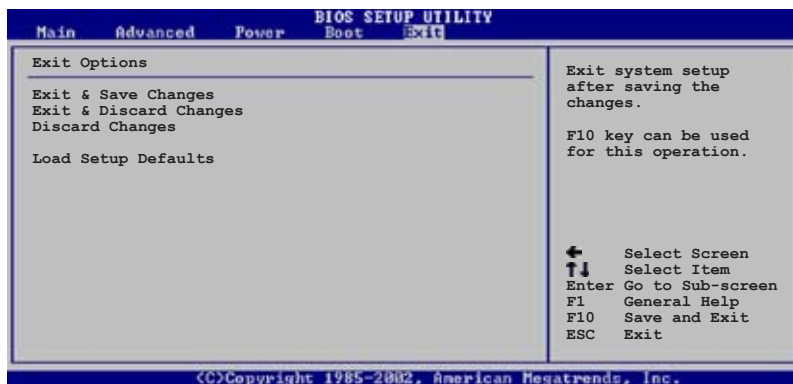 BIOS SETUP UTILITY
Main Advanced Power Boot Exit
Exit Options
Exit & Save Changes
Exit & Discard Changes
Discard Changes
Load Setup Defaults
Exit system setup
after saving the
changes.
F10 key can be used
for this operation.
← Select Screen
↑↓ Select Item
Enter Go to Sub-screen
F1 General Help
F10 Save and Exit
ESC Exit
(C)Copyright 1985-2002, American Megatrends, Inc.